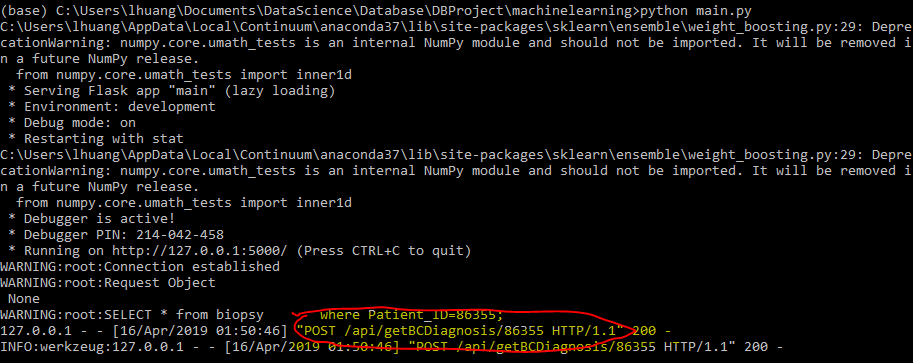 (base) C:\Users\lhuang\Documents\DataScience\Database\DBProject\machinelearning>python main.py
C:\Users\lhuang\AppData\Local\Continuum\anaconda37\lib\site-packages\sklearn\ensemble\weight_boosting.py:29: Depre
cationWarning: numpy.core.umath_tests is an internal NumPy module and should not be imported. It will be removed i
n a future NumPy release.
  from numpy.core.umath_tests import inner1d
 * Serving Flask app "main" (lazy loading)
 * Environment: development
 * Debug mode: on
 * Restarting with stat
C:\Users\lhuang\AppData\Local\Continuum\anaconda37\lib\site-packages\sklearn\ensemble\weight_boosting.py:29: Depre
cationWarning: numpy.core.umath_tests is an internal NumPy module and should not be imported. It will be removed i
n a future NumPy release.
  from numpy.core.umath_tests import inner1d
 * Debugger is active!
 * Debugger PIN: 214-042-458
 * Running on http://127.0.0.1:5000/ (Press CTRL+C to quit)
WARNING:root:Connection established
WARNING:root:Request Object
 None
WARNING:root:SELECT * from biopsy       where Patient_ID=86355;
127.0.0.1 - - [16/Apr/2019 01:50:46] "POST /api/getBCDiagnosis/86355 HTTP/1.1" 200 -
INFO:werkzeug:127.0.0.1 - - [16/Apr/2019 01:50:46] "POST /api/getBCDiagnosis/86355 HTTP/1.1" 200 -